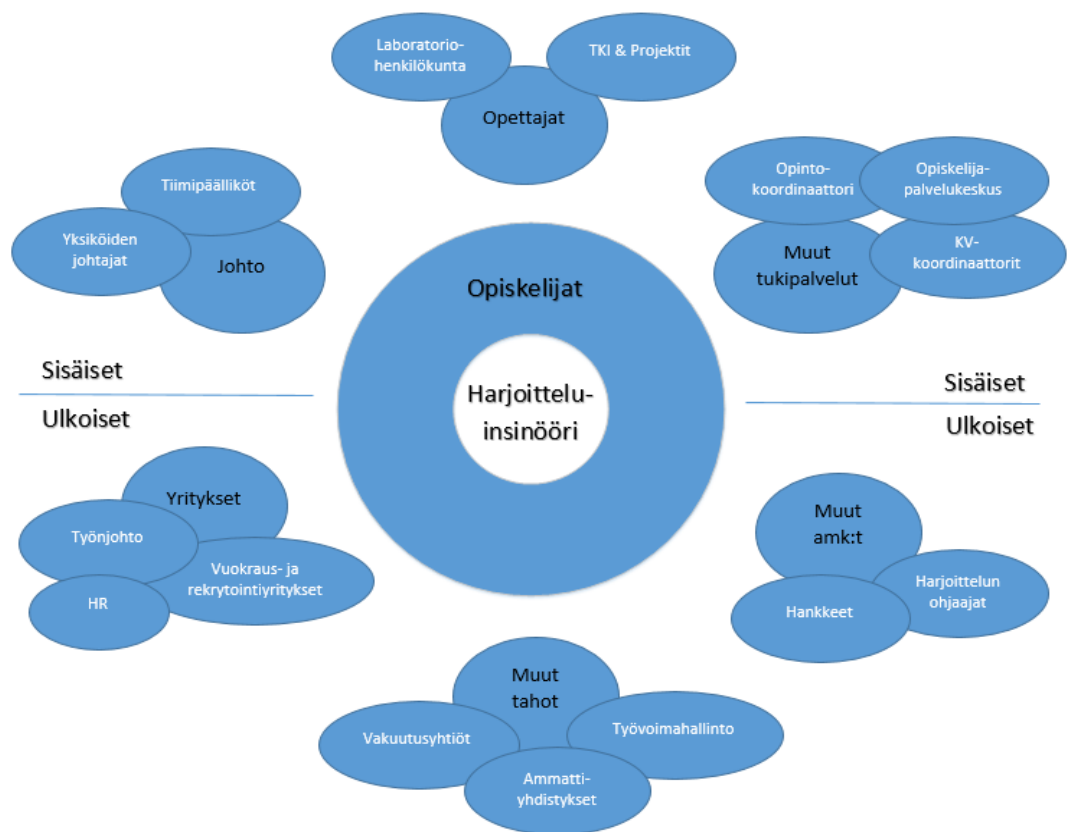 Laboratorio-
henkilökunta
TKI & Projektit
Opettajat
Tiimipäälliköt
Yksiköiden
johtajat
Johto
Opinto-
koordinaattori
Opiskelija-
palvelukeskus
Muut
tukipalvelut
KV-
koordinaattorit
Opiskelijat
Harjoittelu-
insinööri
Sisäiset
Ulkoiset
Sisäiset
Ulkoiset
Yritykset
Työnjohto
Vuokraus- ja
rekrytointiyritykset
HR
Muut
amk:t
Harjoittelun
ohjaajat
Hankkeet
Muut
tahot
Vakuutusyhtiöt
Työvoimahallinto
Ammatti-
yhdistykset